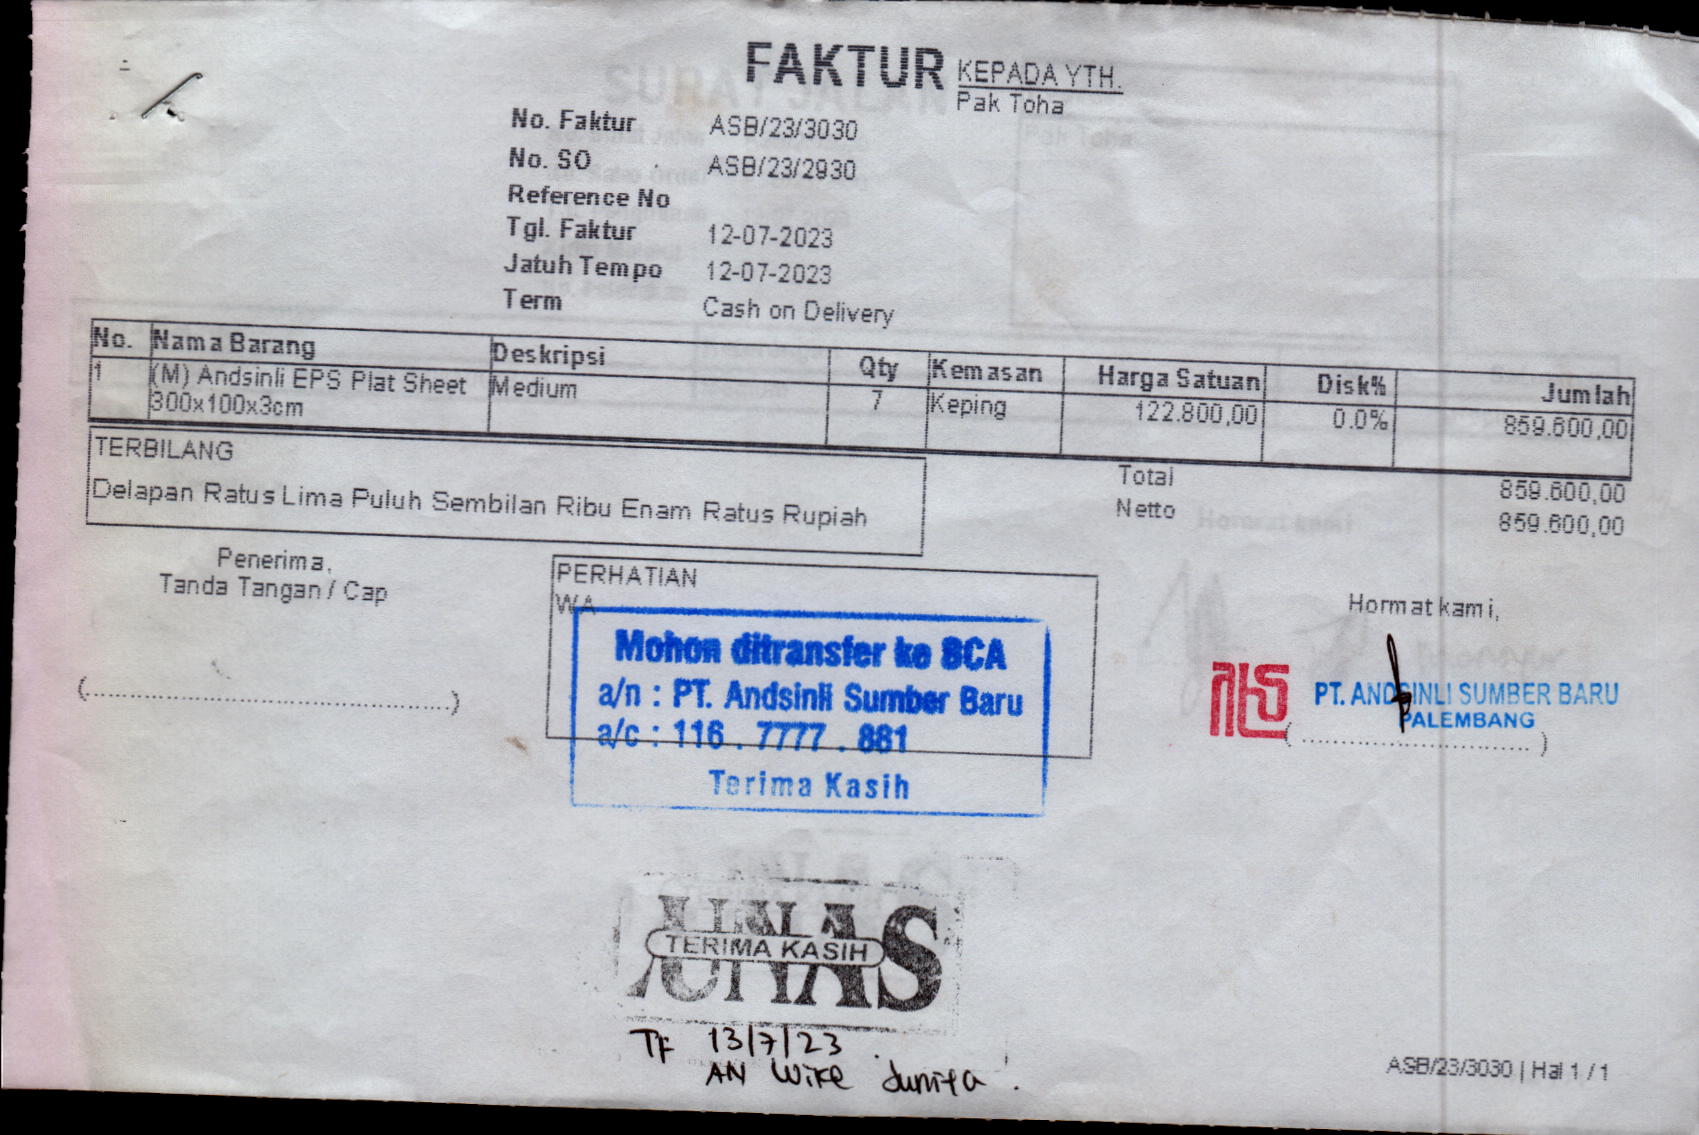 FAKTUR
KEPADA YTH.
Pak Toha
No. Faktur ASB/23/3030
No. SO ASB/23/2930
Reference No
Tgl. Faktur 12-07-2023
Jatuh Tempo 12-07-2023
Term Cash on Delivery
No. Nama Barang Deskripsi Qty Kemasan Harga Satuan Disk% Jumlah
1 (M) Andsinli EPS Plat Sheet Medium 7 Keping 122.800,00 0.0% 859.600,00
300x100x3cm
TERBILANG
Delapan Ratus Lima Puluh Sembilan Ribu Enam Ratus Rupiah
Total 859.600,00
Netto 859.600,00
Penerima,
Tanda Tangan / Cap
PERHATIAN
WA
Mohon ditransfer ke BCA
a/n : PT. Andsinli Sumber Baru
a/c : 116 . 7777 . 881
Terima Kasih
Hormat kami,
PT. ANDSINLI SUMBER BARU
PALEMBANG
LUNAS
TERIMA KASIH
TF 13/7/23
AN Wike Junita .
ASB/23/3030 | Hal 1 / 1